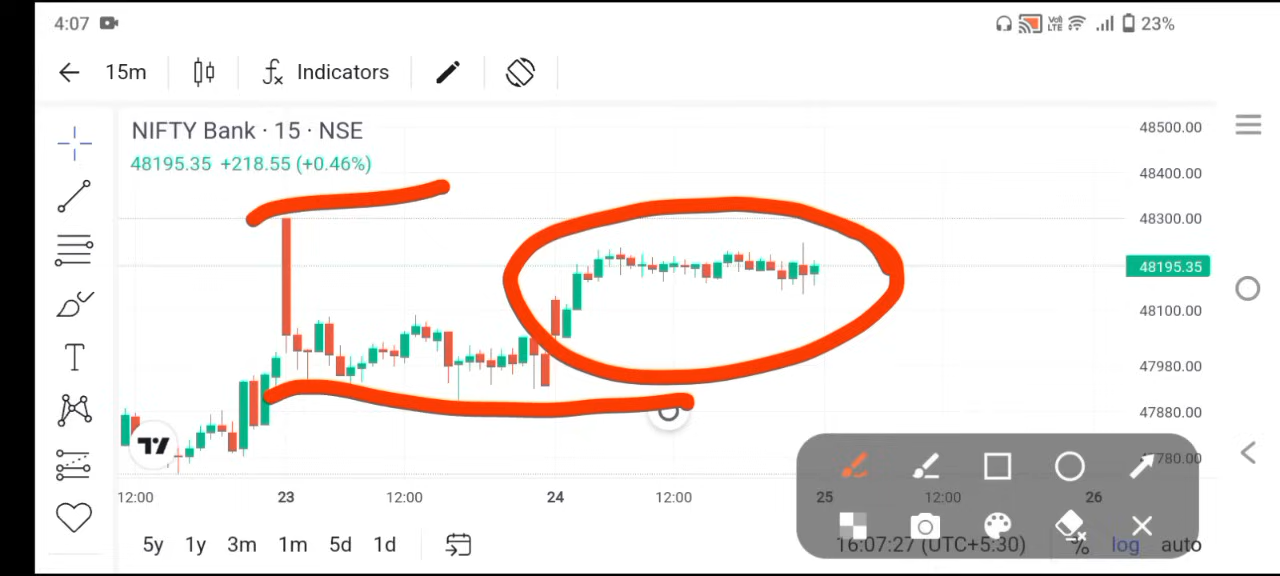 4:07 Vo) LTE 23%
15m Indicators
NIFTY Bank · 15 · NSE
48195.35 +218.55 (+0.46%)
48500.00
48400.00
48300.00
48195.35
48100.00
47980.00
47880.00
47780.00
12:00 23 12:00 24 12:00 25 12:00 26
5y 1y 3m 1m 5d 1d 16:07:27 (UTC+5:30) % log auto